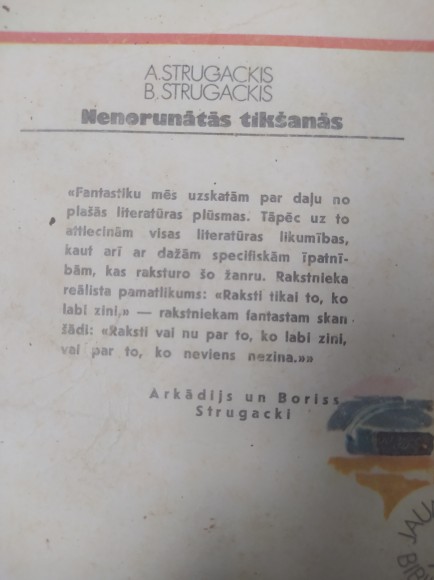 A.STRUGACKIS
B.STRUGACKIS
Nenorunātās tikšanās
«Fantastiku mēs uzskatām par daļu no
plašās literatūras plūsmas. Tāpēc uz to
attiecinām visas literatūras likumības,
kaut arī ar dažām specifiskām īpatnī-
bām, kas raksturo šo žanru. Rakstnieka
reālista pamatlikums: «Raksti tikai to, ko
labi zini,» — rakstniekam fantastam skan
šādi: «Raksti vai nu par to, ko labi zini,
vai par to, ko neviens nezina.»»
Arkādijs un Boriss
Strugacki